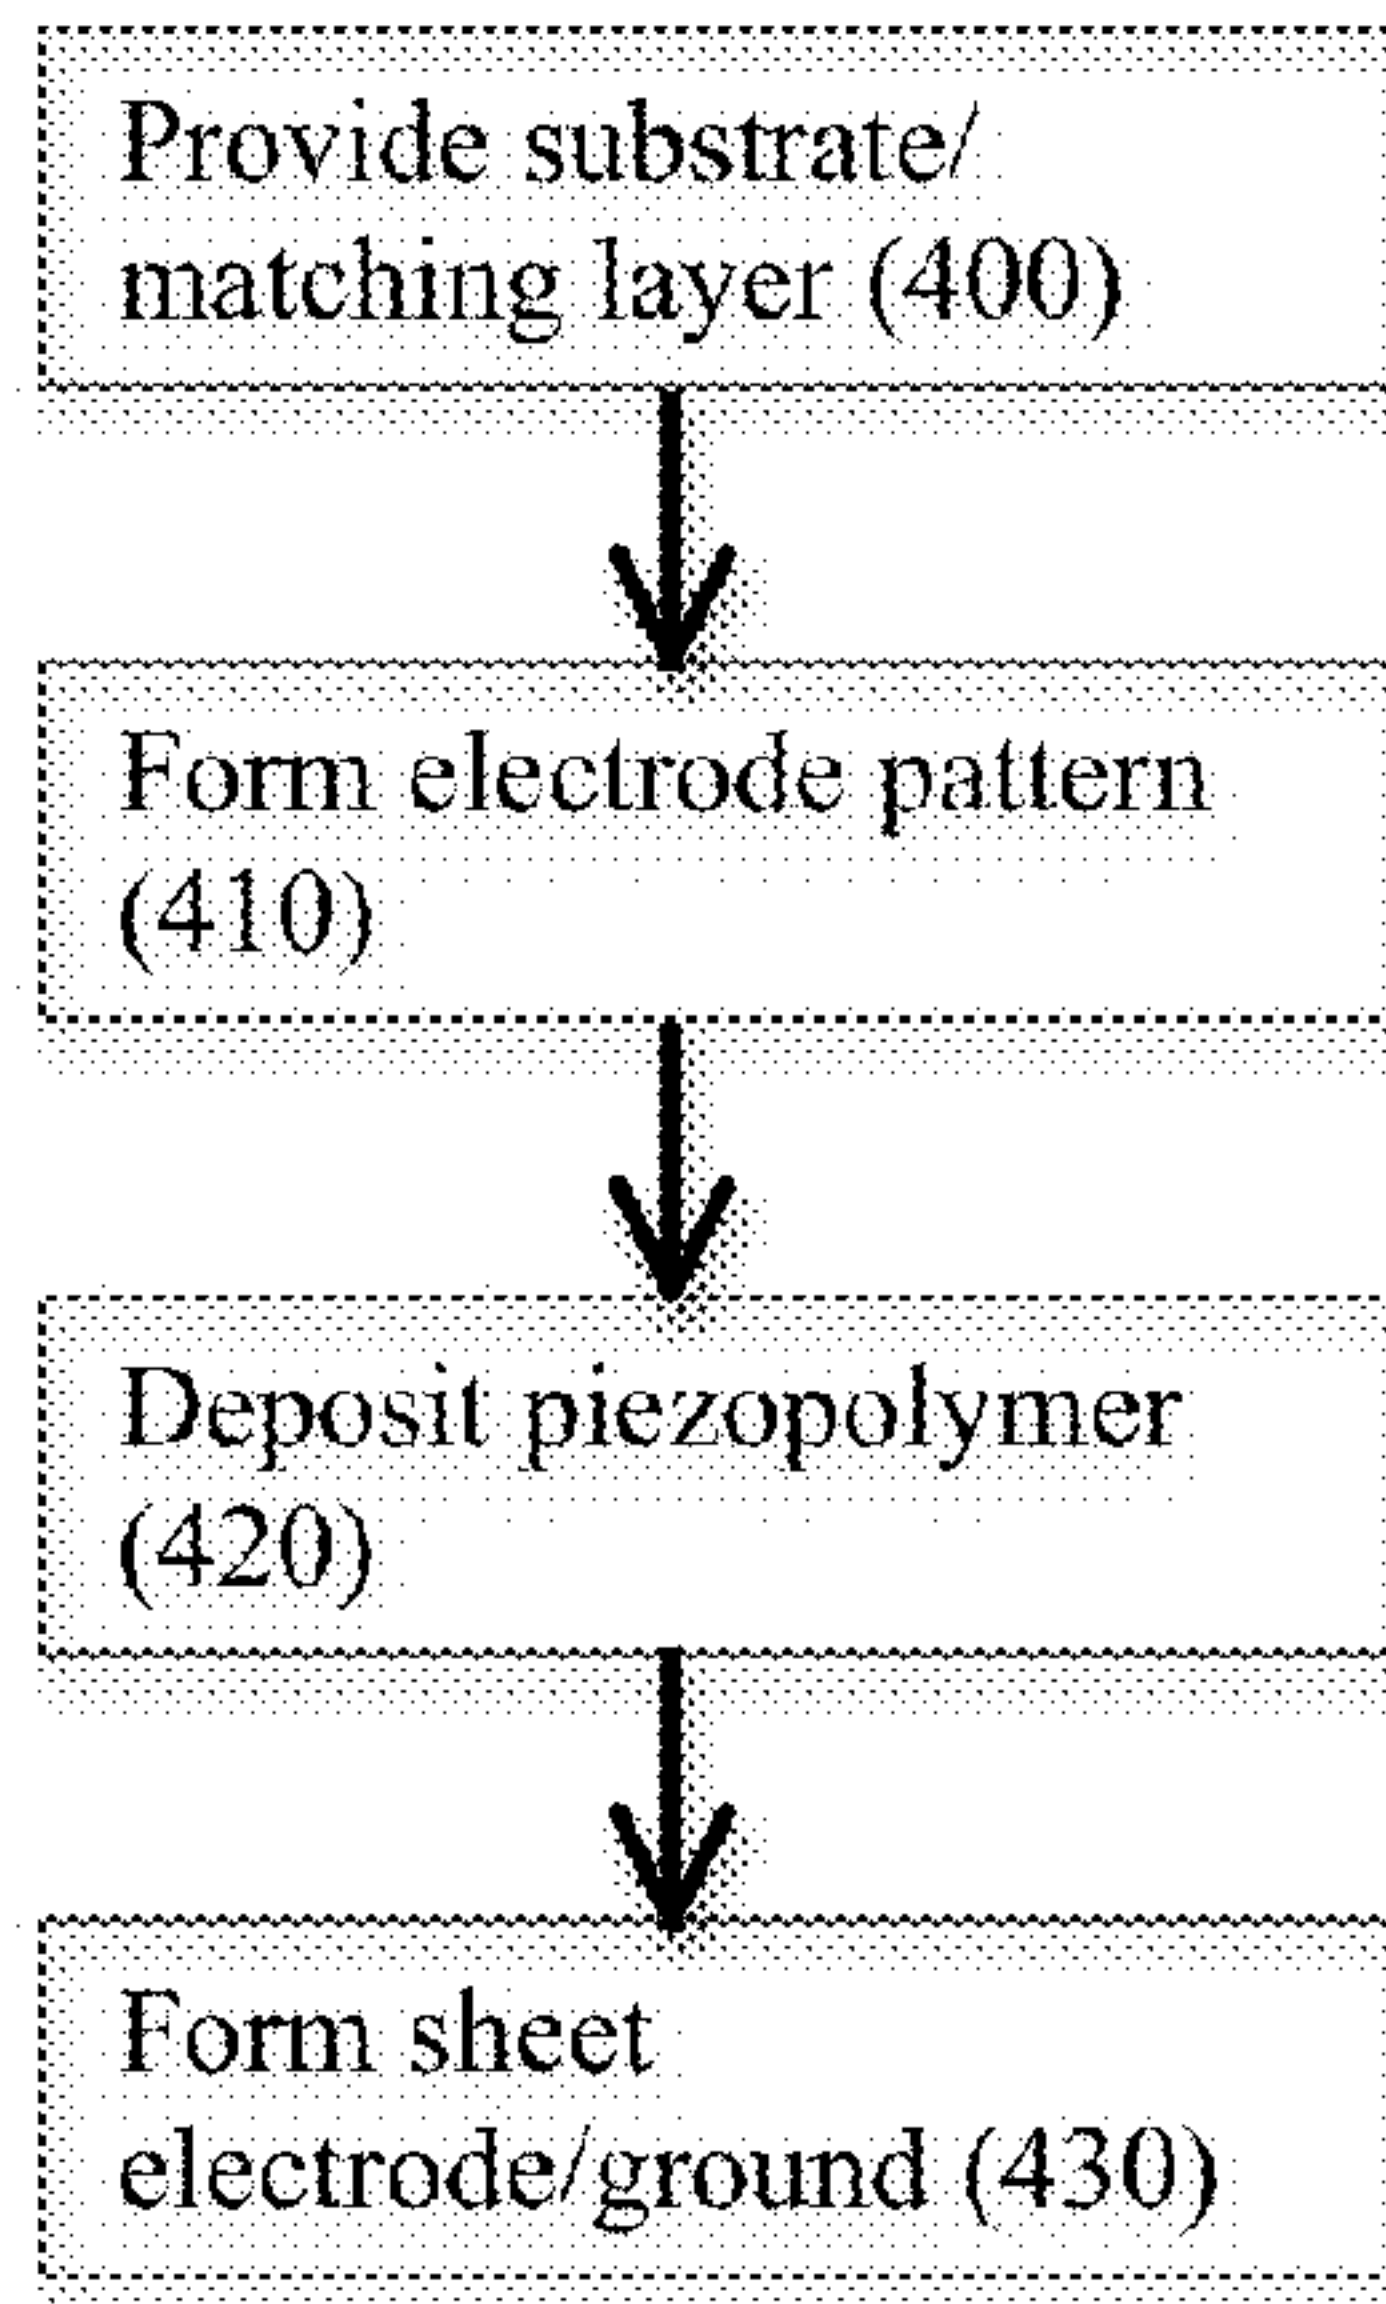 Provide substrate/
matching layer (400)
Form electrode pattern
(410)
Deposit piezopolymer
(420)
Form sheet
electrode/ground (430)